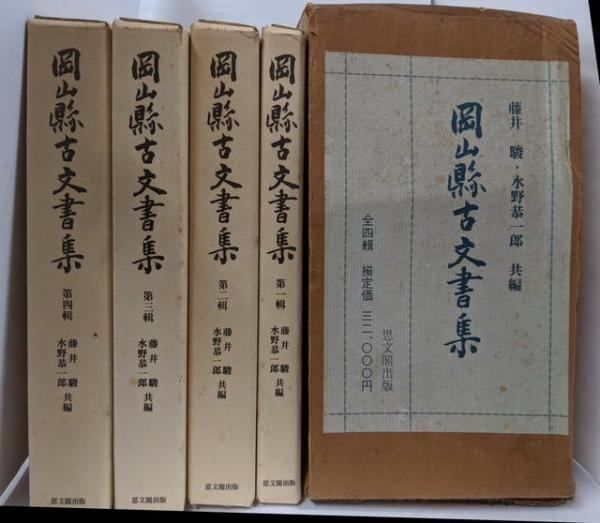 岡山縣古文書集
第四輯
藤井 駿
水野恭一郎 共編
思文閣出版
岡山縣古文書集
第三輯
藤井 駿
水野恭一郎 共編
岡山縣古文書集
第二輯
藤井 駿
水野恭一郎 共編
思文閣出版
岡山縣古文書集
第一輯
藤井 駿
水野恭一郎 共編
思文閣出版
藤井 駿・水野恭一郎 共編
岡山縣古文書集
全四輯 揃定価 三二、〇〇〇円
思文閣出版